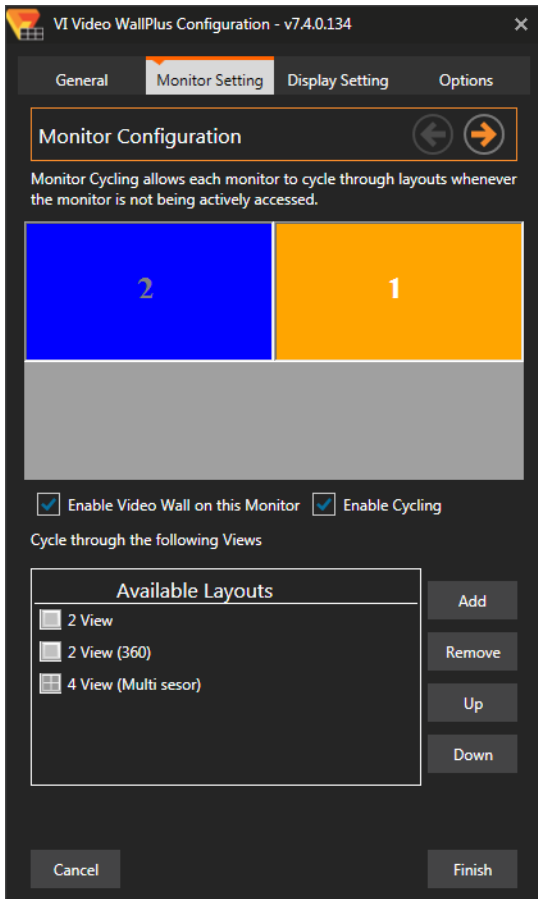 VI Video WallPlus Configuration - v7.4.0.134
General Monitor Setting Display Setting Options
Monitor Configuration
Monitor Cycling allows each monitor to cycle through layouts whenever
the monitor is not being actively accessed.
2 1
Enable Video Wall on this Monitor Enable Cycling
Cycle through the following Views
Available Layouts
2 View
2 View (360)
4 View (Multi sesor)
Add
Remove
Up
Down
Cancel Finish